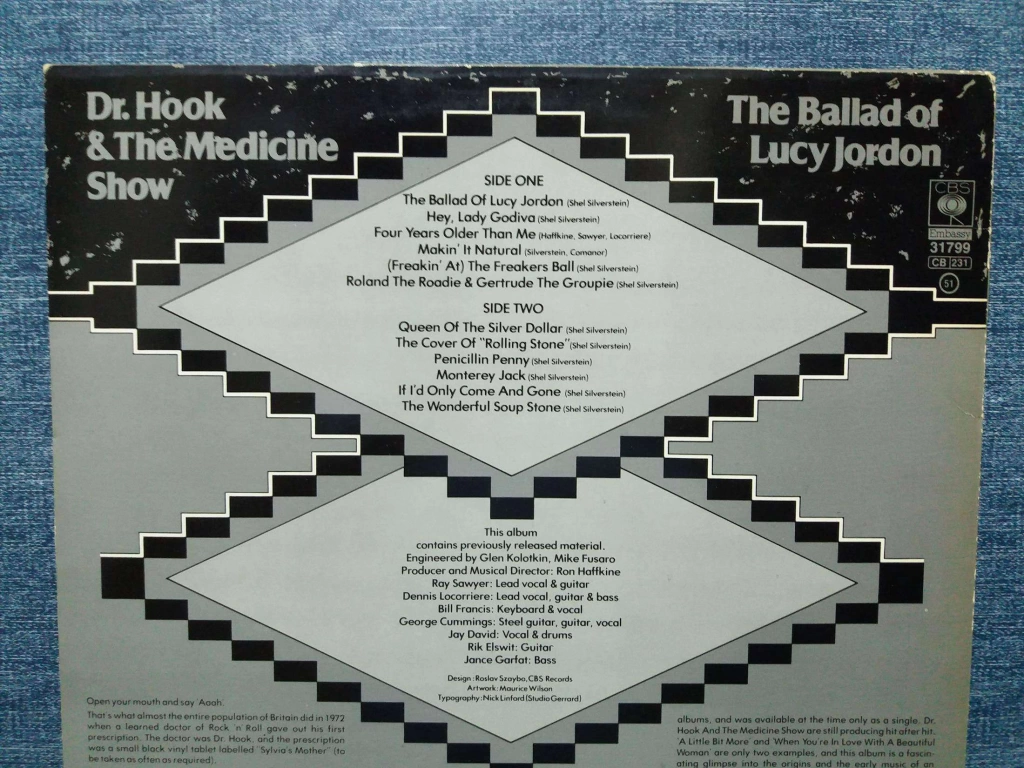 Dr. Hook
& The Medicine
Show
The Ballad of
Lucy Jordon
CBS
Embassy
31799
CB 231
51
SIDE ONE
The Ballad Of Lucy Jordon (Shel Silverstein)
Hey, Lady Godiva (Shel Silverstein)
Four Years Older Than Me (Haffkine, Sawyer, Locorriere)
Makin' It Natural (Silverstein, Comanor)
(Freakin' At) The Freakers Ball (Shel Silverstein)
Roland The Roadie & Gertrude The Groupie (Shel Silverstein)
SIDE TWO
Queen Of The Silver Dollar (Shel Silverstein)
The Cover Of "Rolling Stone" (Shel Silverstein)
Penicillin Penny (Shel Silverstein)
Monterey Jack (Shel Silverstein)
If I'd Only Come And Gone (Shel Silverstein)
The Wonderful Soup Stone (Shel Silverstein)
This album
contains previously released material.
Engineered by Glen Kolotkin, Mike Fusaro
Producer and Musical Director: Ron Haffkine
Ray Sawyer: Lead vocal & guitar
Dennis Locorriere: Lead vocal, guitar & bass
Bill Francis: Keyboard & vocal
George Cummings: Steel guitar, guitar, vocal
Jay David: Vocal & drums
Rik Elswit: Guitar
Jance Garfat: Bass
Design: Roslav Szaybo, CBS Records
Artwork: Maurice Wilson
Typography: Nick Linford (Studio Gerrard)
Open your mouth and say 'Aaah'.
That's what almost the entire population of Britain did in 1972
when a learned doctor of Rock 'n' Roll gave out his first
prescription. The doctor was Dr. Hook, and the prescription
was a small black vinyl tablet labelled "Sylvia's Mother" (to
be taken as often as required).
albums, and was available at the time only as a single. Dr.
Hook And The Medicine Show are still producing hit after hit.
'A Little Bit More' and 'When You're In Love With A Beautiful
Woman' are only two examples, and this album is a fascin-
ating glimpse into the origins and the early music of an